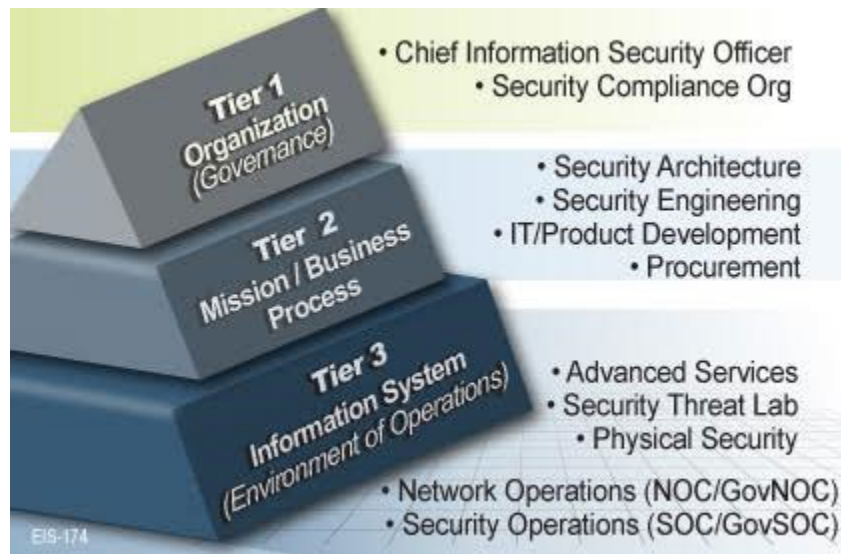 Tier 1
Organization
(Governance)
• Chief Information Security Officer
• Security Compliance Org
Tier 2
Mission / Business
Process
• Security Architecture
• Security Engineering
• IT/Product Development
• Procurement
Tier 3
Information System
(Environment of Operations)
• Advanced Services
• Security Threat Lab
• Physical Security
• Network Operations (NOC/GovNOC)
• Security Operations (SOC/GovSOC)
EIS-174